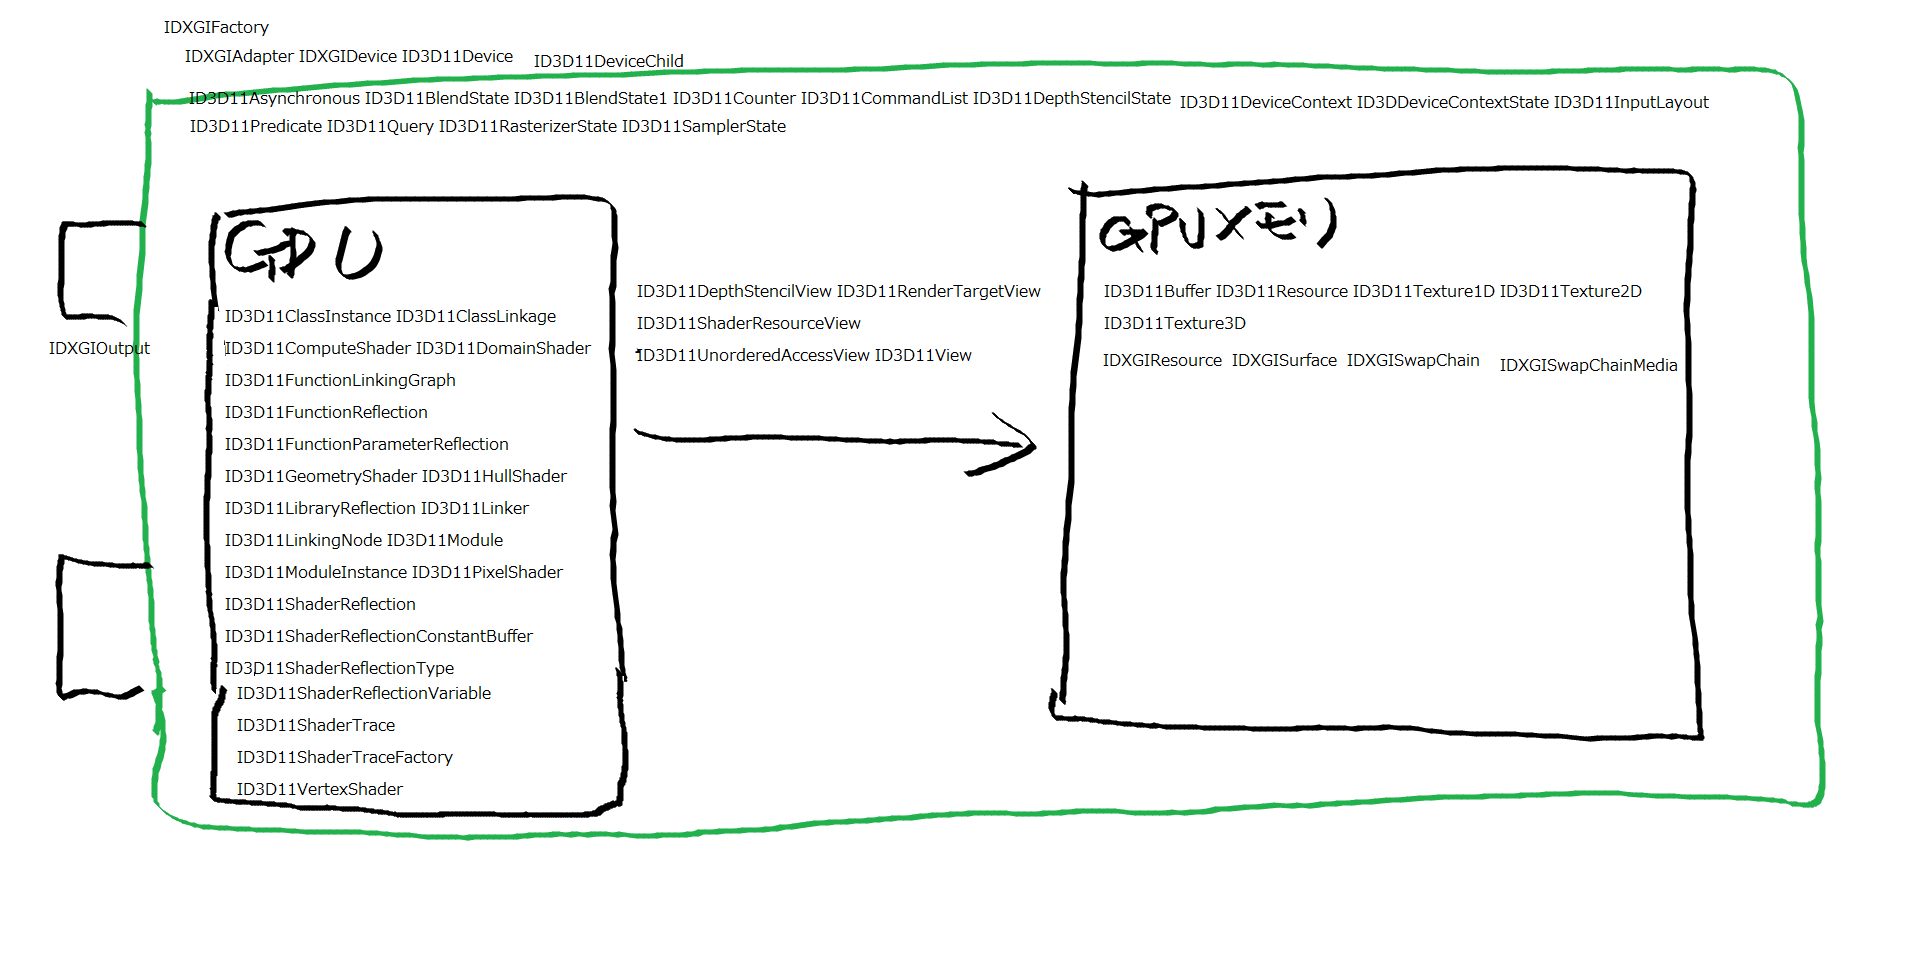 IDXGIFactory
IDXGIAdapter IDXGIDevice ID3D11Device ID3D11DeviceChild
ID3D11Asynchronous ID3D11BlendState ID3D11BlendState1 ID3D11Counter ID3D11CommandList ID3D11DepthStencilState ID3D11DeviceContext ID3DDeviceContextState ID3D11InputLayout
ID3D11Predicate ID3D11Query ID3D11RasterizerState ID3D11SamplerState
IDXGIOutput
GPU
ID3D11ClassInstance ID3D11ClassLinkage
ID3D11ComputeShader ID3D11DomainShader
ID3D11FunctionLinkingGraph
ID3D11FunctionReflection
ID3D11FunctionParameterReflection
ID3D11GeometryShader ID3D11HullShader
ID3D11LibraryReflection ID3D11Linker
ID3D11LinkingNode ID3D11Module
ID3D11ModuleInstance ID3D11PixelShader
ID3D11ShaderReflection
ID3D11ShaderReflectionConstantBuffer
ID3D11ShaderReflectionType
ID3D11ShaderReflectionVariable
ID3D11ShaderTrace
ID3D11ShaderTraceFactory
ID3D11VertexShader
ID3D11DepthStencilView ID3D11RenderTargetView
ID3D11ShaderResourceView
ID3D11UnorderedAccessView ID3D11View
GPUメモリ
ID3D11Buffer ID3D11Resource ID3D11Texture1D ID3D11Texture2D
ID3D11Texture3D
IDXGIResource IDXGISurface IDXGISwapChain IDXGISwapChainMedia